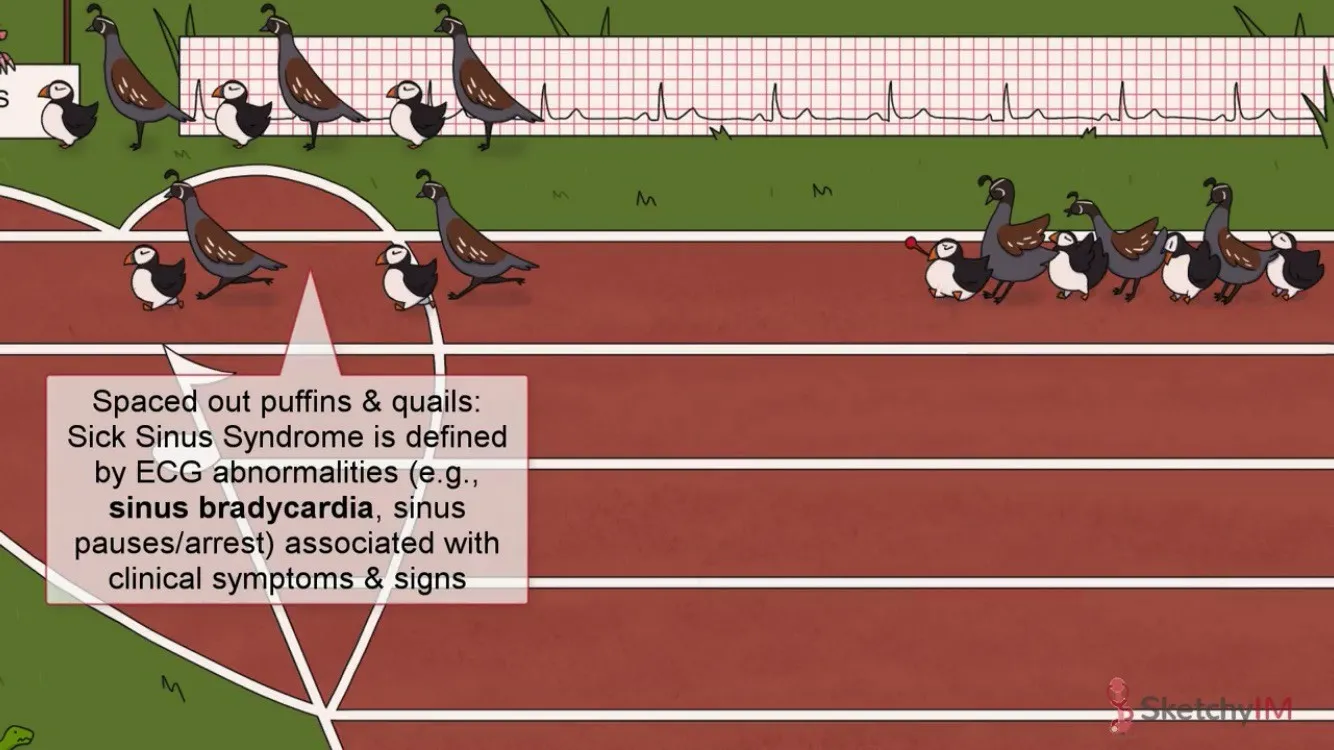 S
Spaced out puffins & quails:
Sick Sinus Syndrome is defined
by ECG abnormalities (e.g.,
sinus bradycardia, sinus
pauses/arrest) associated with
clinical symptoms & signs
SketchyIM